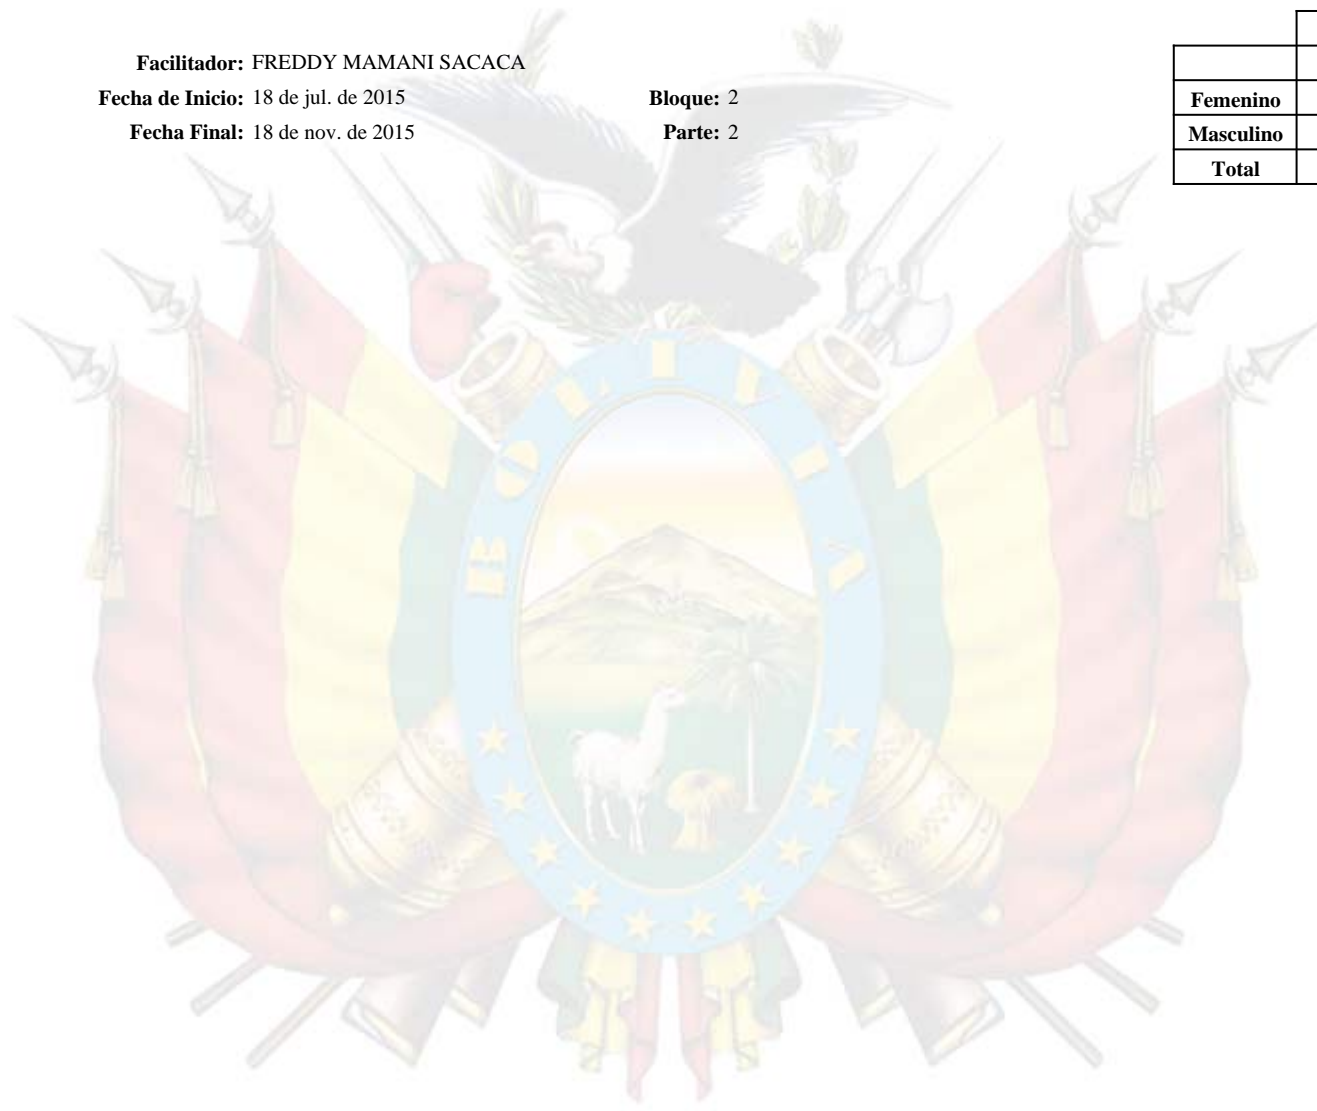 Facilitador: FREDDY MAMANI SACACA
Fecha de Inicio: 18 de jul. de 2015 Bloque: 2
Fecha Final: 18 de nov. de 2015 Parte: 2
Femenino
Masculino
Total
BOLIVIA